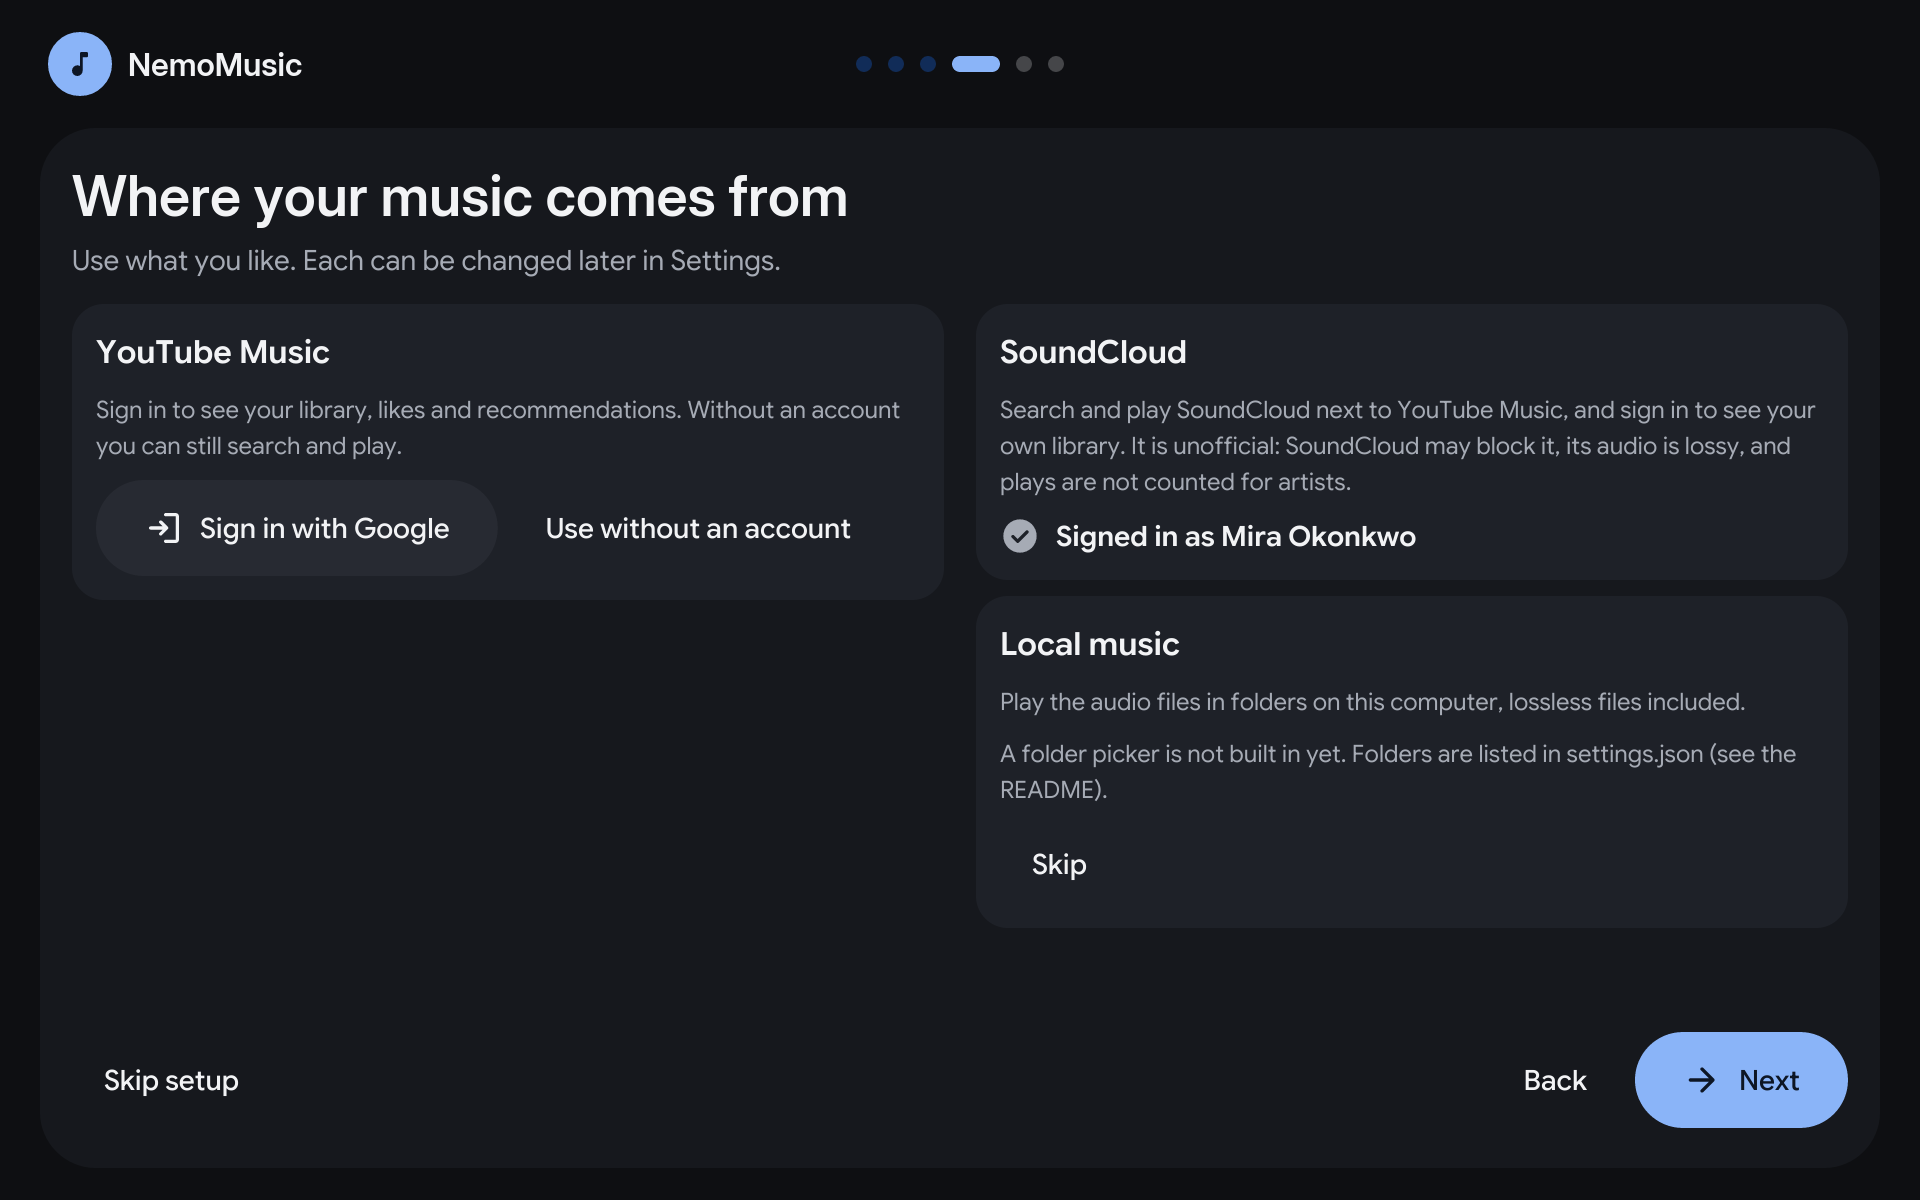 NemoMusic
Where your music comes from
Use what you like. Each can be changed later in Settings.
YouTube Music
Sign in to see your library, likes and recommendations. Without an account
you can still search and play.
Sign in with Google
Use without an account
SoundCloud
Search and play SoundCloud next to YouTube Music, and sign in to see your
own library. It is unofficial: SoundCloud may block it, its audio is lossy, and
plays are not counted for artists.
Signed in as Mira Okonkwo
Local music
Play the audio files in folders on this computer, lossless files included.
A folder picker is not built in yet. Folders are listed in settings.json (see the
README).
Skip
Skip setup
Back
Next